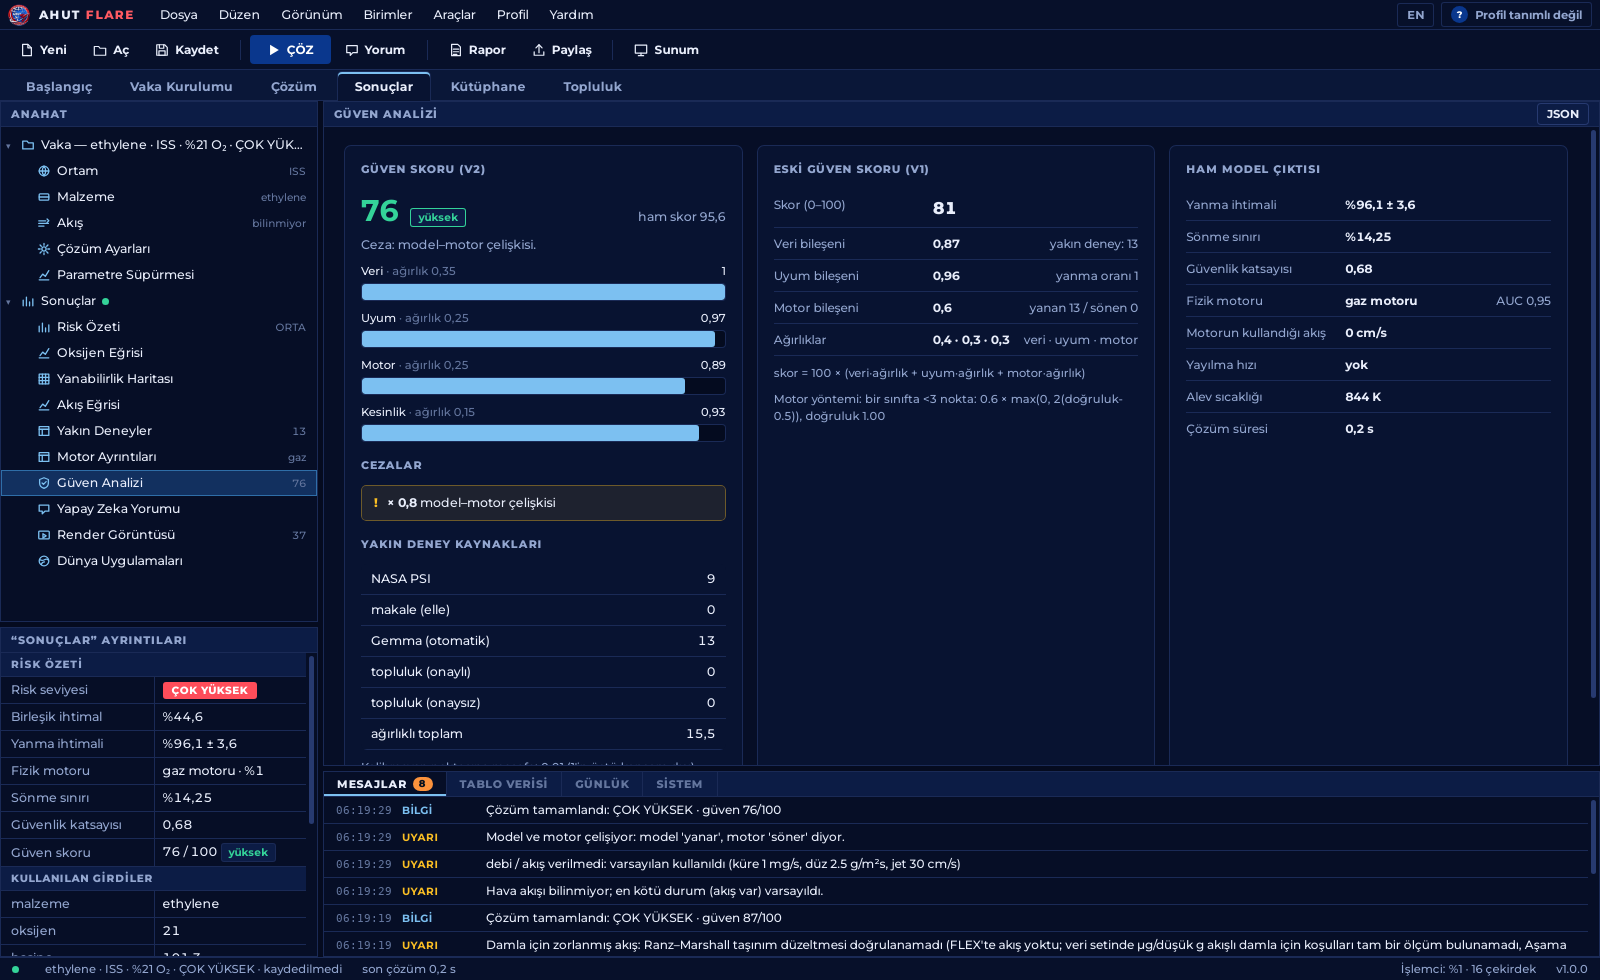 AHUT FLARE Dosya Düzen Görünüm Birimler Araçlar Profil Yardım EN ? Profil tanımlı değil
Yeni Aç Kaydet ÇÖZ Yorum Rapor Paylaş Sunum
Başlangıç Vaka Kurulumu Çözüm Sonuçlar Kütüphane Topluluk
ANAHAT
Vaka — ethylene · ISS · %21 O₂ · ÇOK YÜK...
Ortam ISS
Malzeme ethylene
Akış bilinmiyor
Çözüm Ayarları
Parametre Süpürmesi
Sonuçlar
Risk Özeti ORTA
Oksijen Eğrisi
Yanabilirlik Haritası
Akış Eğrisi
Yakın Deneyler 13
Motor Ayrıntıları gaz
Güven Analizi 76
Yapay Zeka Yorumu
Render Görüntüsü 37
Dünya Uygulamaları
“SONUÇLAR” AYRINTILARI
RİSK ÖZETİ
Risk seviyesi ÇOK YÜKSEK
Birleşik ihtimal %44,6
Yanma ihtimali %96,1 ± 3,6
Fizik motoru gaz motoru · %1
Sönme sınırı %14,25
Güvenlik katsayısı 0,68
Güven skoru 76 / 100 yüksek
KULLANILAN GİRDİLER
malzeme ethylene
oksijen 21
GÜVEN ANALİZİ JSON
GÜVEN SKORU (V2)
76 yüksek ham skor 95,6
Ceza: model–motor çelişkisi.
Veri · ağırlık 0,35 1
Uyum · ağırlık 0,25 0,97
Motor · ağırlık 0,25 0,89
Kesinlik · ağırlık 0,15 0,93
CEZALAR
! × 0,8 model–motor çelişkisi
YAKIN DENEY KAYNAKLARI
NASA PSI 9
makale (elle) 0
Gemma (otomatik) 13
topluluk (onaylı) 0
topluluk (onaysız) 0
ağırlıklı toplam 15,5
ESKİ GÜVEN SKORU (V1)
Skor (0–100) 81
Veri bileşeni 0,87 yakın deney: 13
Uyum bileşeni 0,96 yanma oranı 1
Motor bileşeni 0,6 yanan 13 / sönen 0
Ağırlıklar 0,4 · 0,3 · 0,3 veri · uyum · motor
skor = 100 × (veri·ağırlık + uyum·ağırlık + motor·ağırlık)
Motor yöntemi: bir sınıfta <3 nokta: 0.6 × max(0, 2(doğruluk-
0.5)), doğruluk 1.00
HAM MODEL ÇIKTISI
Yanma ihtimali %96,1 ± 3,6
Sönme sınırı %14,25
Güvenlik katsayısı 0,68
Fizik motoru gaz motoru AUC 0,95
Motorun kullandığı akış 0 cm/s
Yayılma hızı yok
Alev sıcaklığı 844 K
Çözüm süresi 0,2 s
MESAJLAR 8 TABLO VERİSİ GÜNLÜK SİSTEM
06:19:29 BİLGİ Çözüm tamamlandı: ÇOK YÜKSEK · güven 76/100
06:19:29 UYARI Model ve motor çelişiyor: model 'yanar', motor 'söner' diyor.
06:19:29 UYARI debi / akış verilmedi: varsayılan kullanıldı (küre 1 mg/s, düz 2.5 g/m²s, jet 30 cm/s)
06:19:29 UYARI Hava akışı bilinmiyor; en kötü durum (akış var) varsayıldı.
06:19:19 BİLGİ Çözüm tamamlandı: ÇOK YÜKSEK · güven 87/100
06:19:19 UYARI Damla için zorlanmış akış: Ranz–Marshall taşınım düzeltmesi doğrulanamadı (FLEX'te akış yoktu; veri setinde µg/düşük g akışlı damla için koşulları tam bir ölçüm bulunamadı, Aşama
ethylene · ISS · %21 O₂ · ÇOK YÜKSEK · kaydedilmedi son çözüm 0,2 s İşlemci: %1 · 16 çekirdek v1.0.0